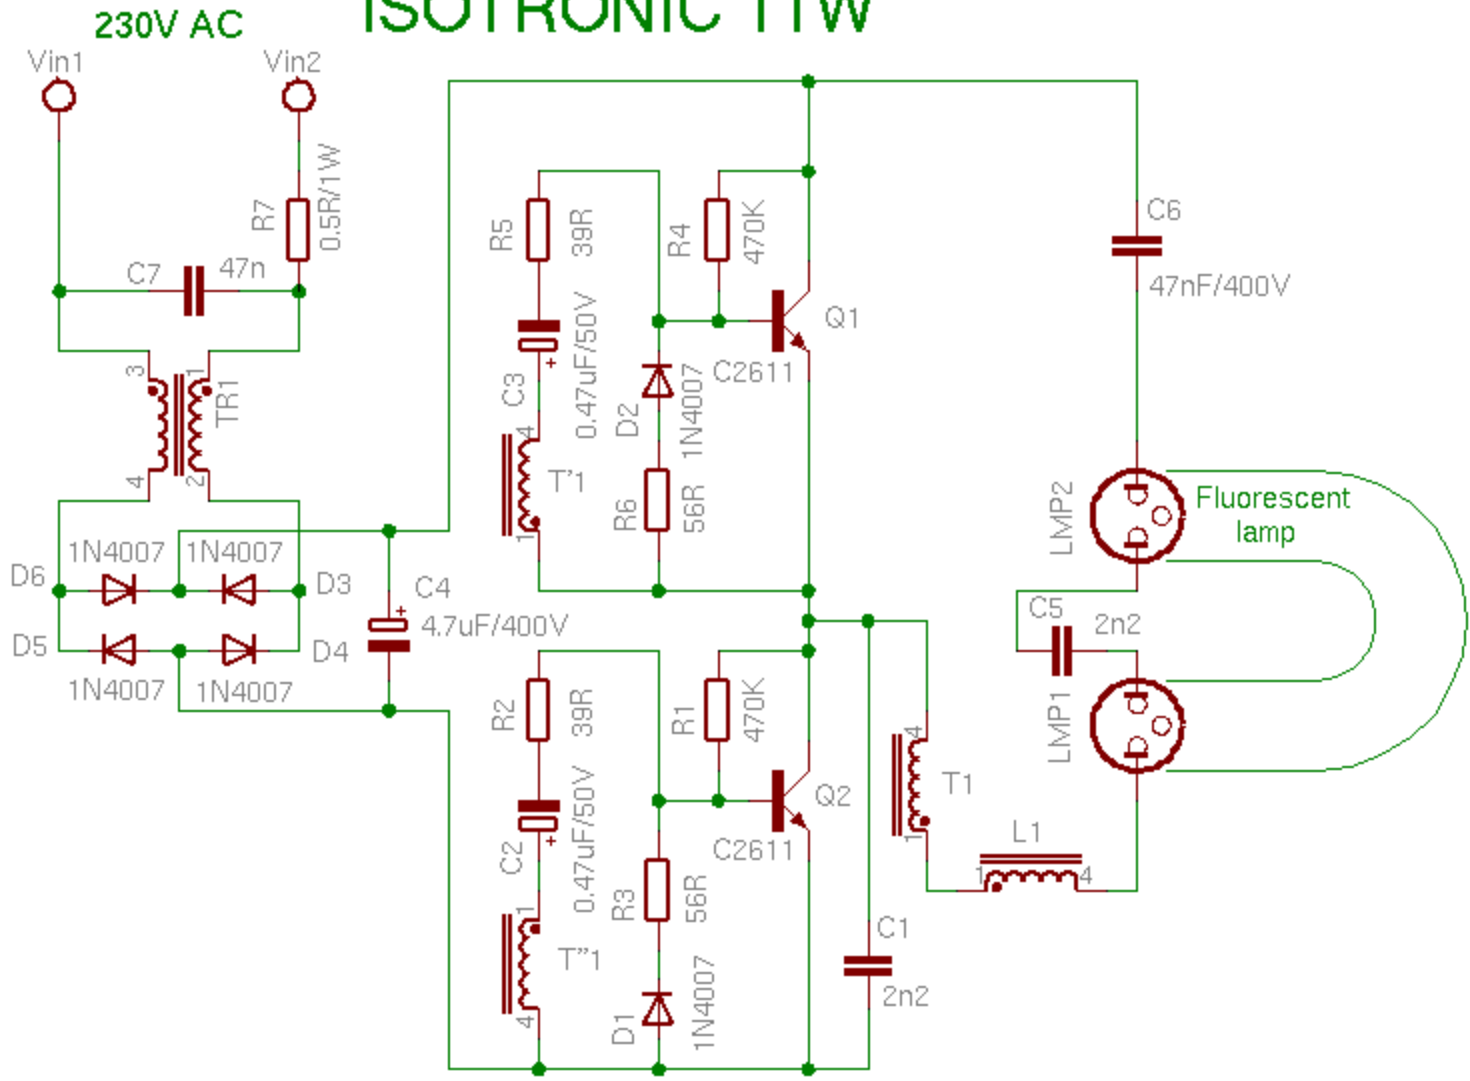 ISOTRONIC 11W
230V AC
Vin1
Vin2
R7
0.5R/1W
C7
47n
3
1
TR1
4
2
1N4007
1N4007
D6
D3
D5
D4
1N4007
1N4007
C4
+
4.7uF/400V
R5
39R
R4
470K
C3
+
0.47uF/50V
Q1
C2611
D2
1N4007
4
T'1
1
R6
56R
C6
47nF/400V
LMP2
Fluorescent
lamp
C5
2n2
LMP1
R2
39R
R1
470K
C2
+
0.47uF/50V
Q2
C2611
R3
56R
1
T"1
4
D1
1N4007
4
T1
1
L1
1
4
C1
2n2